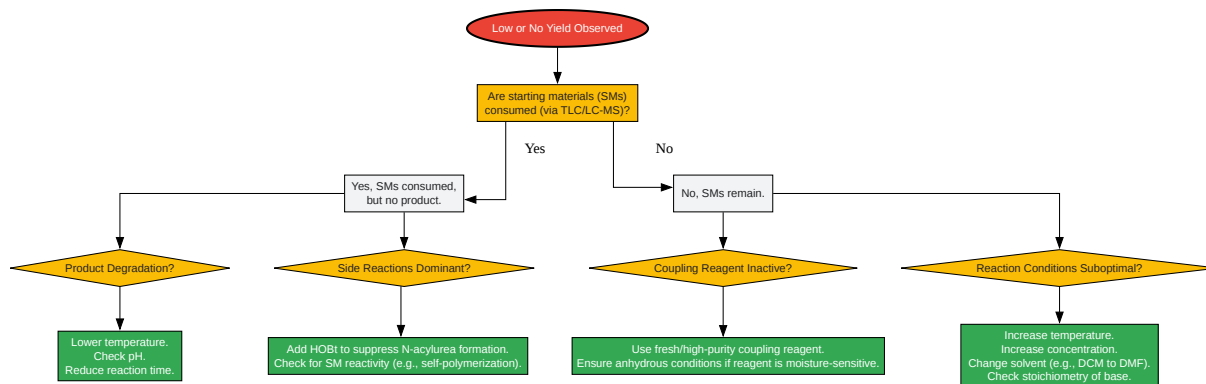 Low or No Yield Observed
Are starting materials (SMs)
consumed (via TLC/LC-MS)?
Yes
No
Yes, SMs consumed,
but no product.
No, SMs remain.
Product Degradation?
Side Reactions Dominant?
Coupling Reagent Inactive?
Reaction Conditions Suboptimal?
Lower temperature.
Check pH.
Reduce reaction time.
Add HOBt to suppress N-acylurea formation.
Check for SM reactivity (e.g., self-polymerization).
Use fresh/high-purity coupling reagent.
Ensure anhydrous conditions if reagent is moisture-sensitive.
Increase temperature.
Increase concentration.
Change solvent (e.g., DCM to DMF).
Check stoichiometry of base.